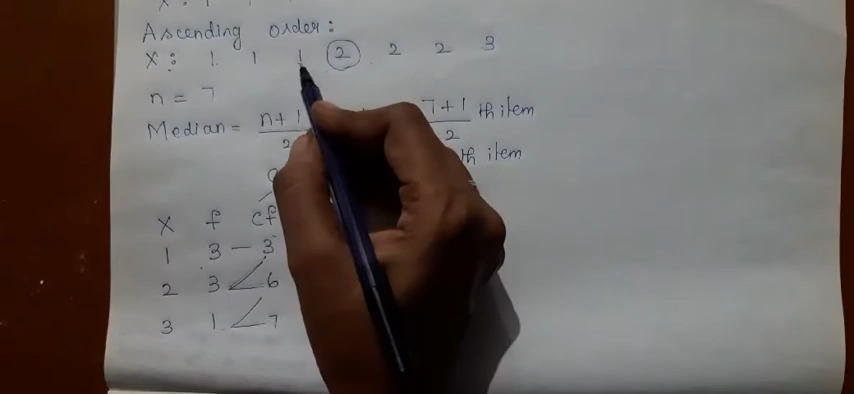 Ascending order:
X: 1 1 1 2 2 2 3
n = 7
Median = n+1/2 7+1/2 th item
th item
X f cf
1 3 — 3
2 3 6
3 1 7